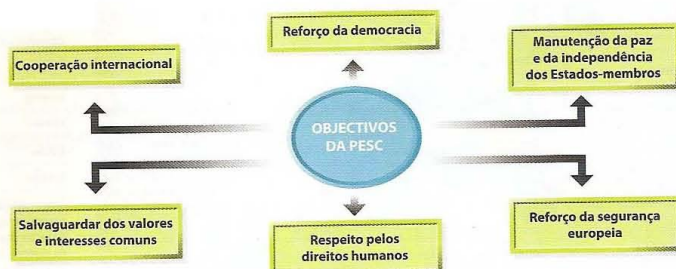 Reforço da democracia
Cooperação internacional
Manutenção da paz
e da independência
dos Estados-membros
OBJECTIVOS
DA PESC
Salvaguardar dos valores
e interesses comuns
Respeito pelos
direitos humanos
Reforço da segurança
europeia